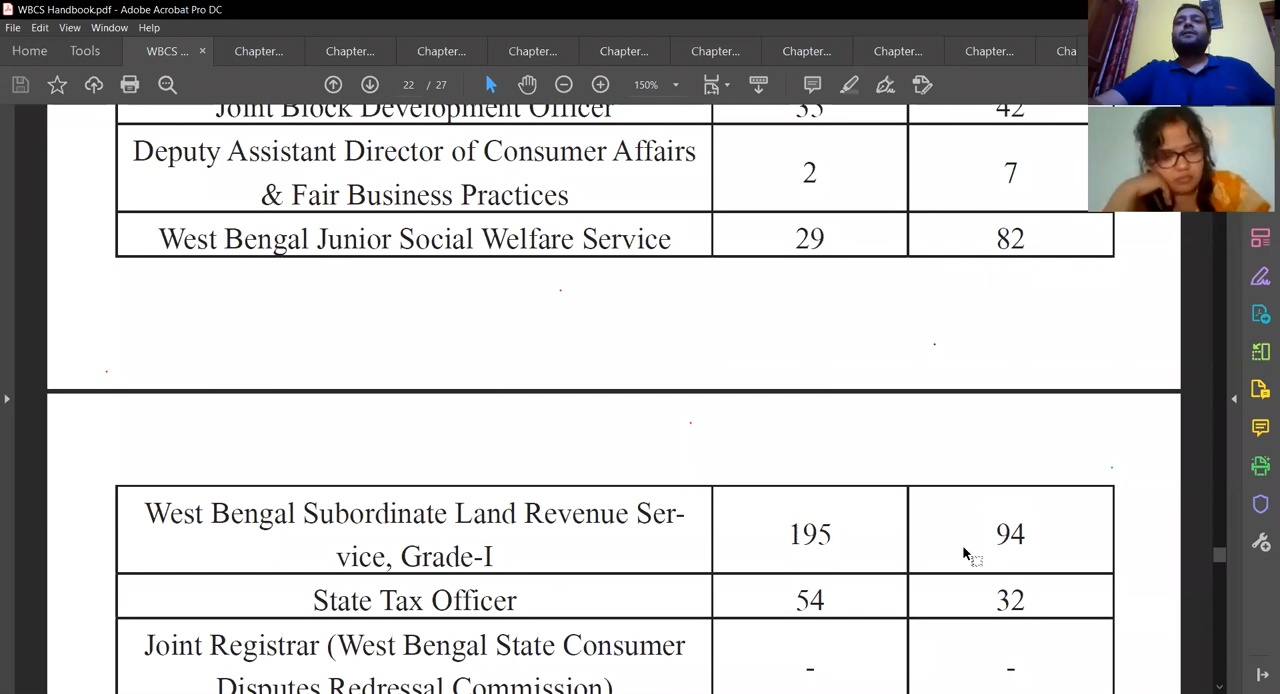 WBCS Handbook.pdf - Adobe Acrobat Pro DC
File Edit View Window Help
Home Tools WBCS ... × Chapter... Chapter... Chapter... Chapter... Chapter... Chapter... Chapter... Chapter... Chapter... Cha
22 / 27 150%
Joint Block Development Officer 35 42
Deputy Assistant Director of Consumer Affairs
& Fair Business Practices 2 7
West Bengal Junior Social Welfare Service 29 82
West Bengal Subordinate Land Revenue Ser-
vice, Grade-I 195 94
State Tax Officer 54 32
Joint Registrar (West Bengal State Consumer
Disputes Redressal Commission) - -